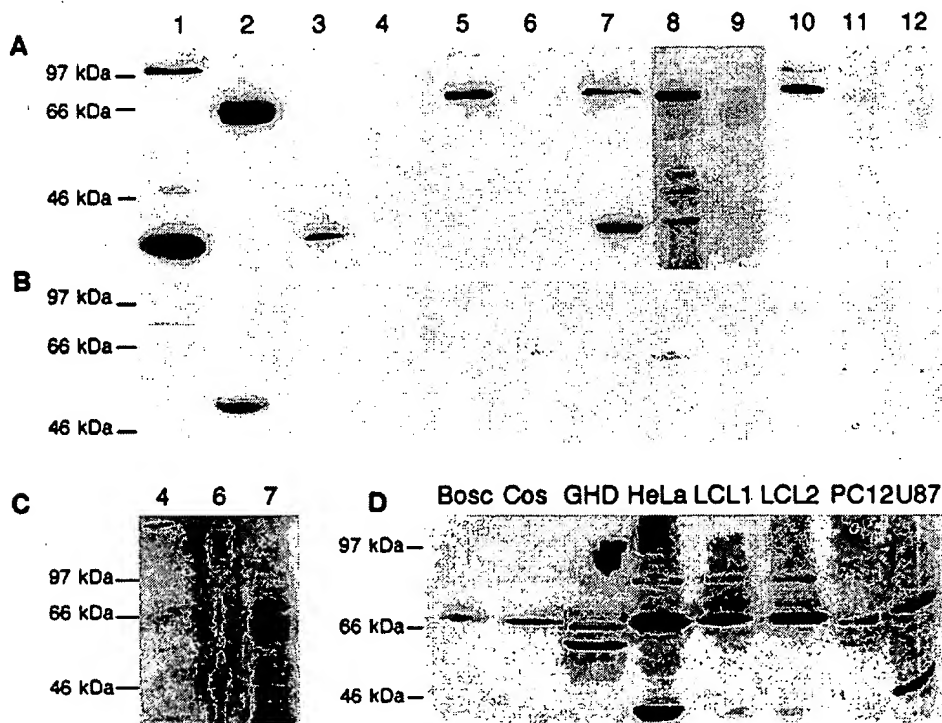 1 2 3 4 5 6 7 8 9 10 11 12
A
97 kDa
66 kDa
46 kDa
B
97 kDa
66 kDa
46 kDa
C
4 6 7
97 kDa
66 kDa
46 kDa
D
Bosc Cos GHD HeLa LCL1 LCL2 PC12 U87
97 kDa
66 kDa
46 kDa